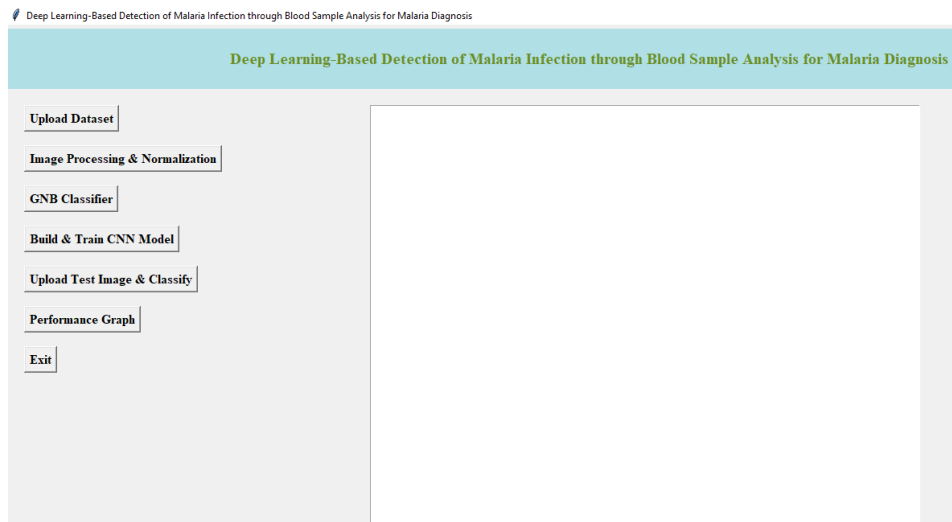 Deep Learning-Based Detection of Malaria Infection through Blood Sample Analysis for Malaria Diagnosis
Deep Learning-Based Detection of Malaria Infection through Blood Sample Analysis for Malaria Diagnosis
Upload Dataset
Image Processing & Normalization
GNB Classifier
Build & Train CNN Model
Upload Test Image & Classify
Performance Graph
Exit